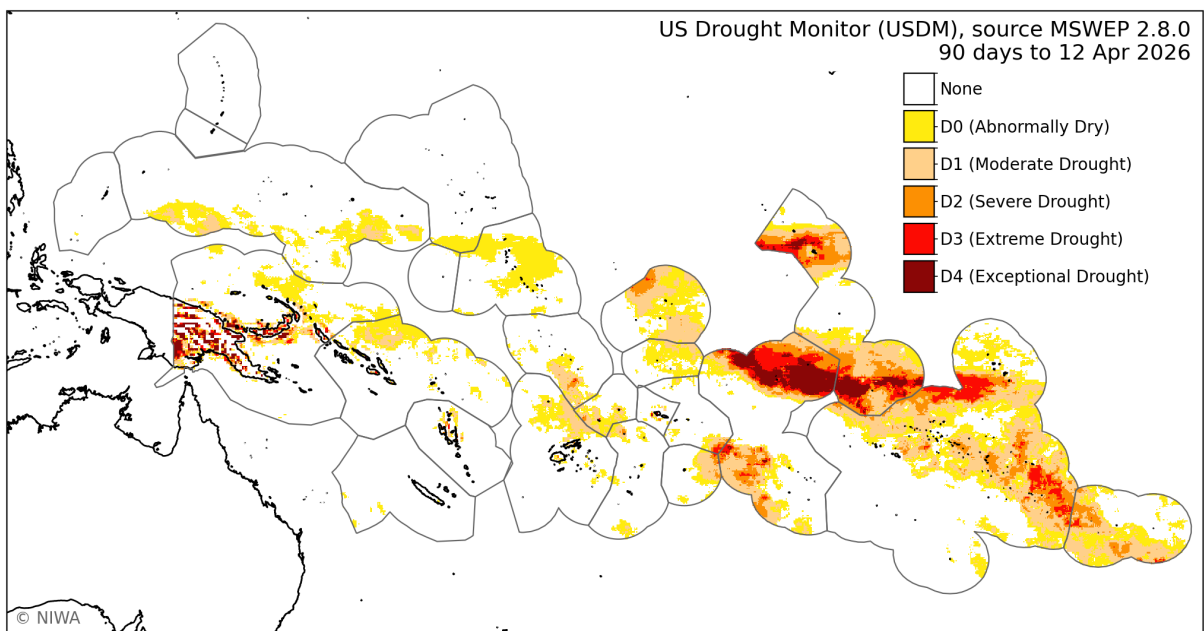 US Drought Monitor (USDM), source MSWEP 2.8.0
90 days to 12 Apr 2026
None
D0 (Abnormally Dry)
D1 (Moderate Drought)
D2 (Severe Drought)
D3 (Extreme Drought)
D4 (Exceptional Drought)
© NIWA